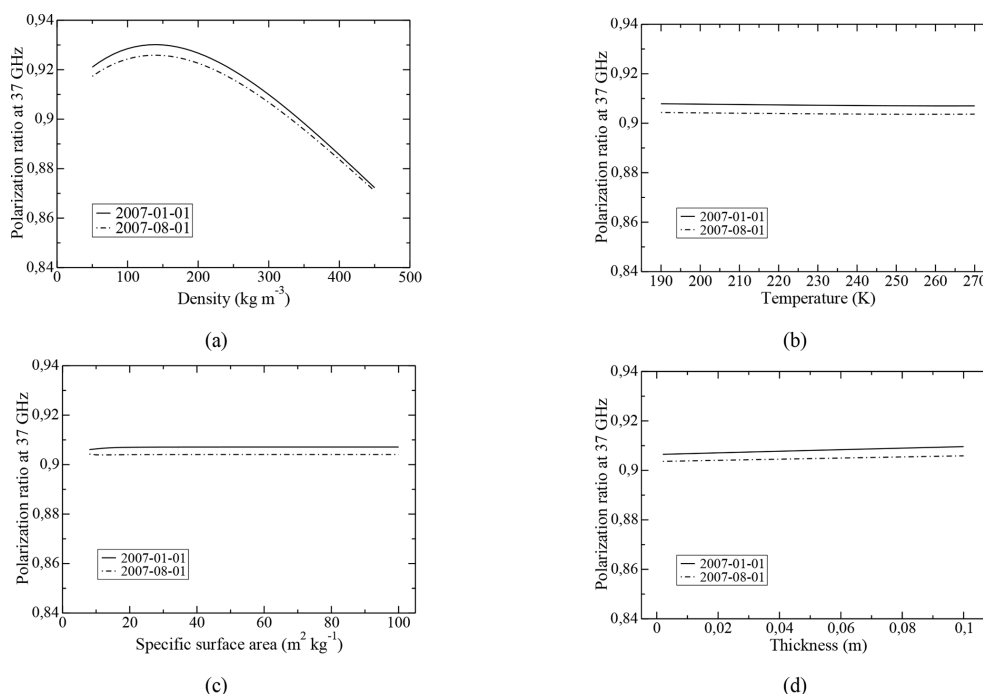 0,94
0,92
0,9
0,88
0,86
0,84
Polarization ratio at 37 GHz
2007-01-01
2007-08-01
0 100 200 300 400 500
Density (kg m-3)
(a)
0,94
0,92
0,9
0,88
0,86
0,84
Polarization ratio at 37 GHz
2007-01-01
2007-08-01
190 200 210 220 230 240 250 260 270
Temperature (K)
(b)
0,94
0,92
0,9
0,88
0,86
0,84
Polarization ratio at 37 GHz
2007-01-01
2007-08-01
0 20 40 60 80 100
Specific surface area (m2 kg-1)
(c)
0,94
0,92
0,9
0,88
0,86
0,84
Polarization ratio at 37 GHz
2007-01-01
2007-08-01
0 0,02 0,04 0,06 0,08 0,1
Thickness (m)
(d)